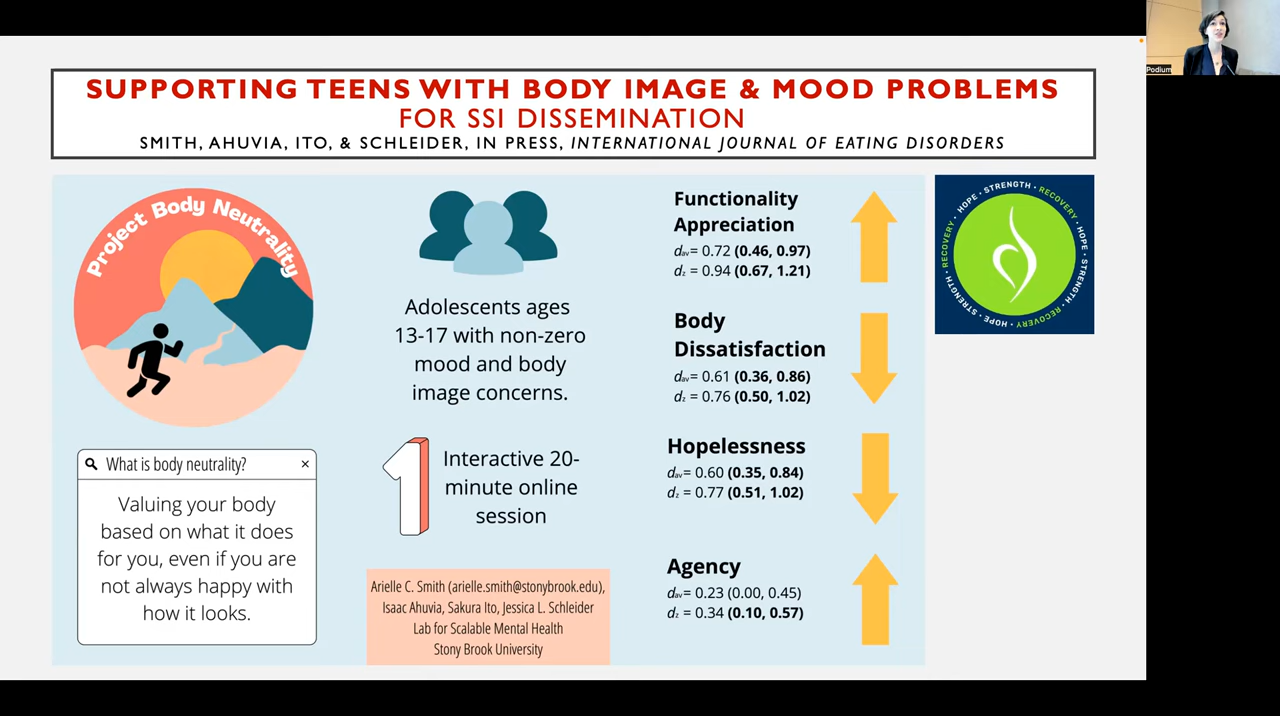 SUPPORTING TEENS WITH BODY IMAGE & MOOD PROBLEMS
FOR SSI DISSEMINATION
SMITH, AHUVIA, ITO, & SCHLEIDER, IN PRESS, INTERNATIONAL JOURNAL OF EATING DISORDERS
Project Body Neutrality
What is body neutrality? ×
Valuing your body
based on what it does
for you, even if you are
not always happy with
how it looks.
Adolescents ages
13-17 with non-zero
mood and body
image concerns.
1
Interactive 20-
minute online
session
Arielle C. Smith (arielle.smith@stonybrook.edu),
Isaac Ahuvia, Sakura Ito, Jessica L. Schleider
Lab for Scalable Mental Health
Stony Brook University
Functionality
Appreciation
dav= 0.72 (0.46, 0.97)
dz = 0.94 (0.67, 1.21)
Body
Dissatisfaction
dav= 0.61 (0.36, 0.86)
dz = 0.76 (0.50, 1.02)
Hopelessness
dav= 0.60 (0.35, 0.84)
dz = 0.77 (0.51, 1.02)
Agency
dav= 0.23 (0.00, 0.45)
dz = 0.34 (0.10, 0.57)
HOPE · STRENGTH · RECOVERY · HOPE · STRENGTH · RECOVERY · HOPE · STRENGTH · RECOVERY ·
Podium